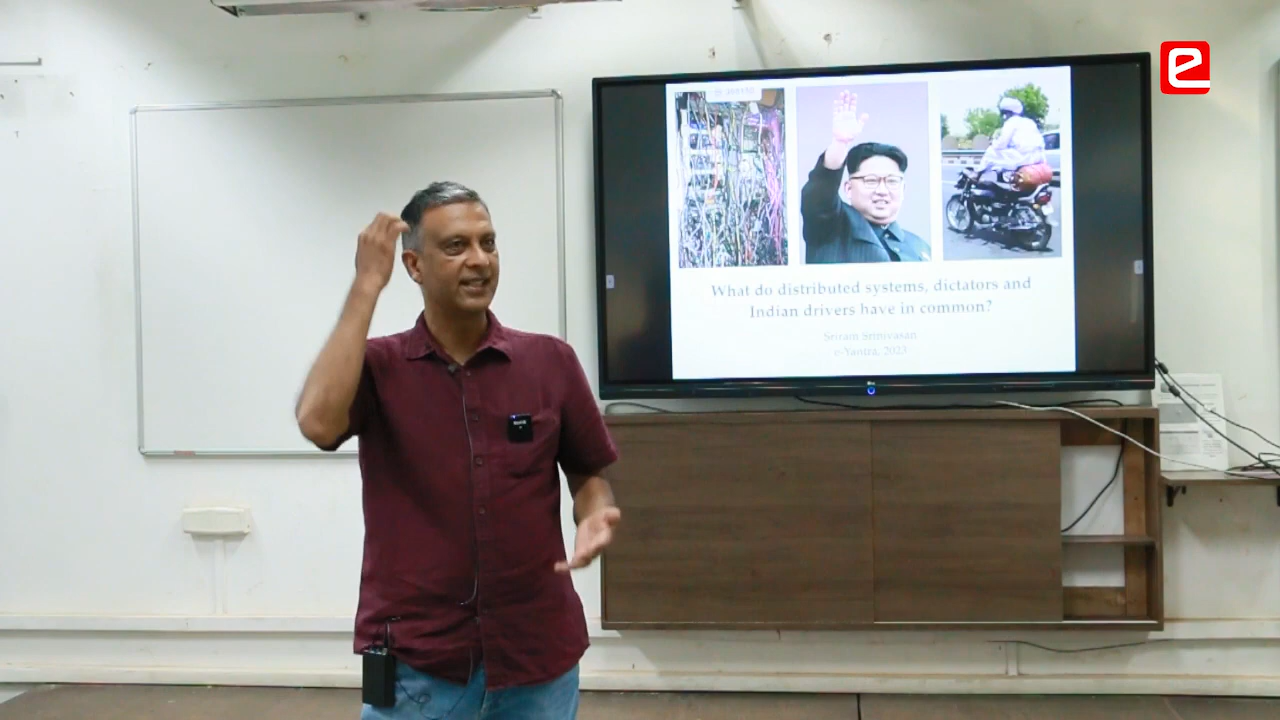 e
What do distributed systems, dictators and
Indian drivers have in common?
Sriram Srinivasan
e-Yantra, 2023